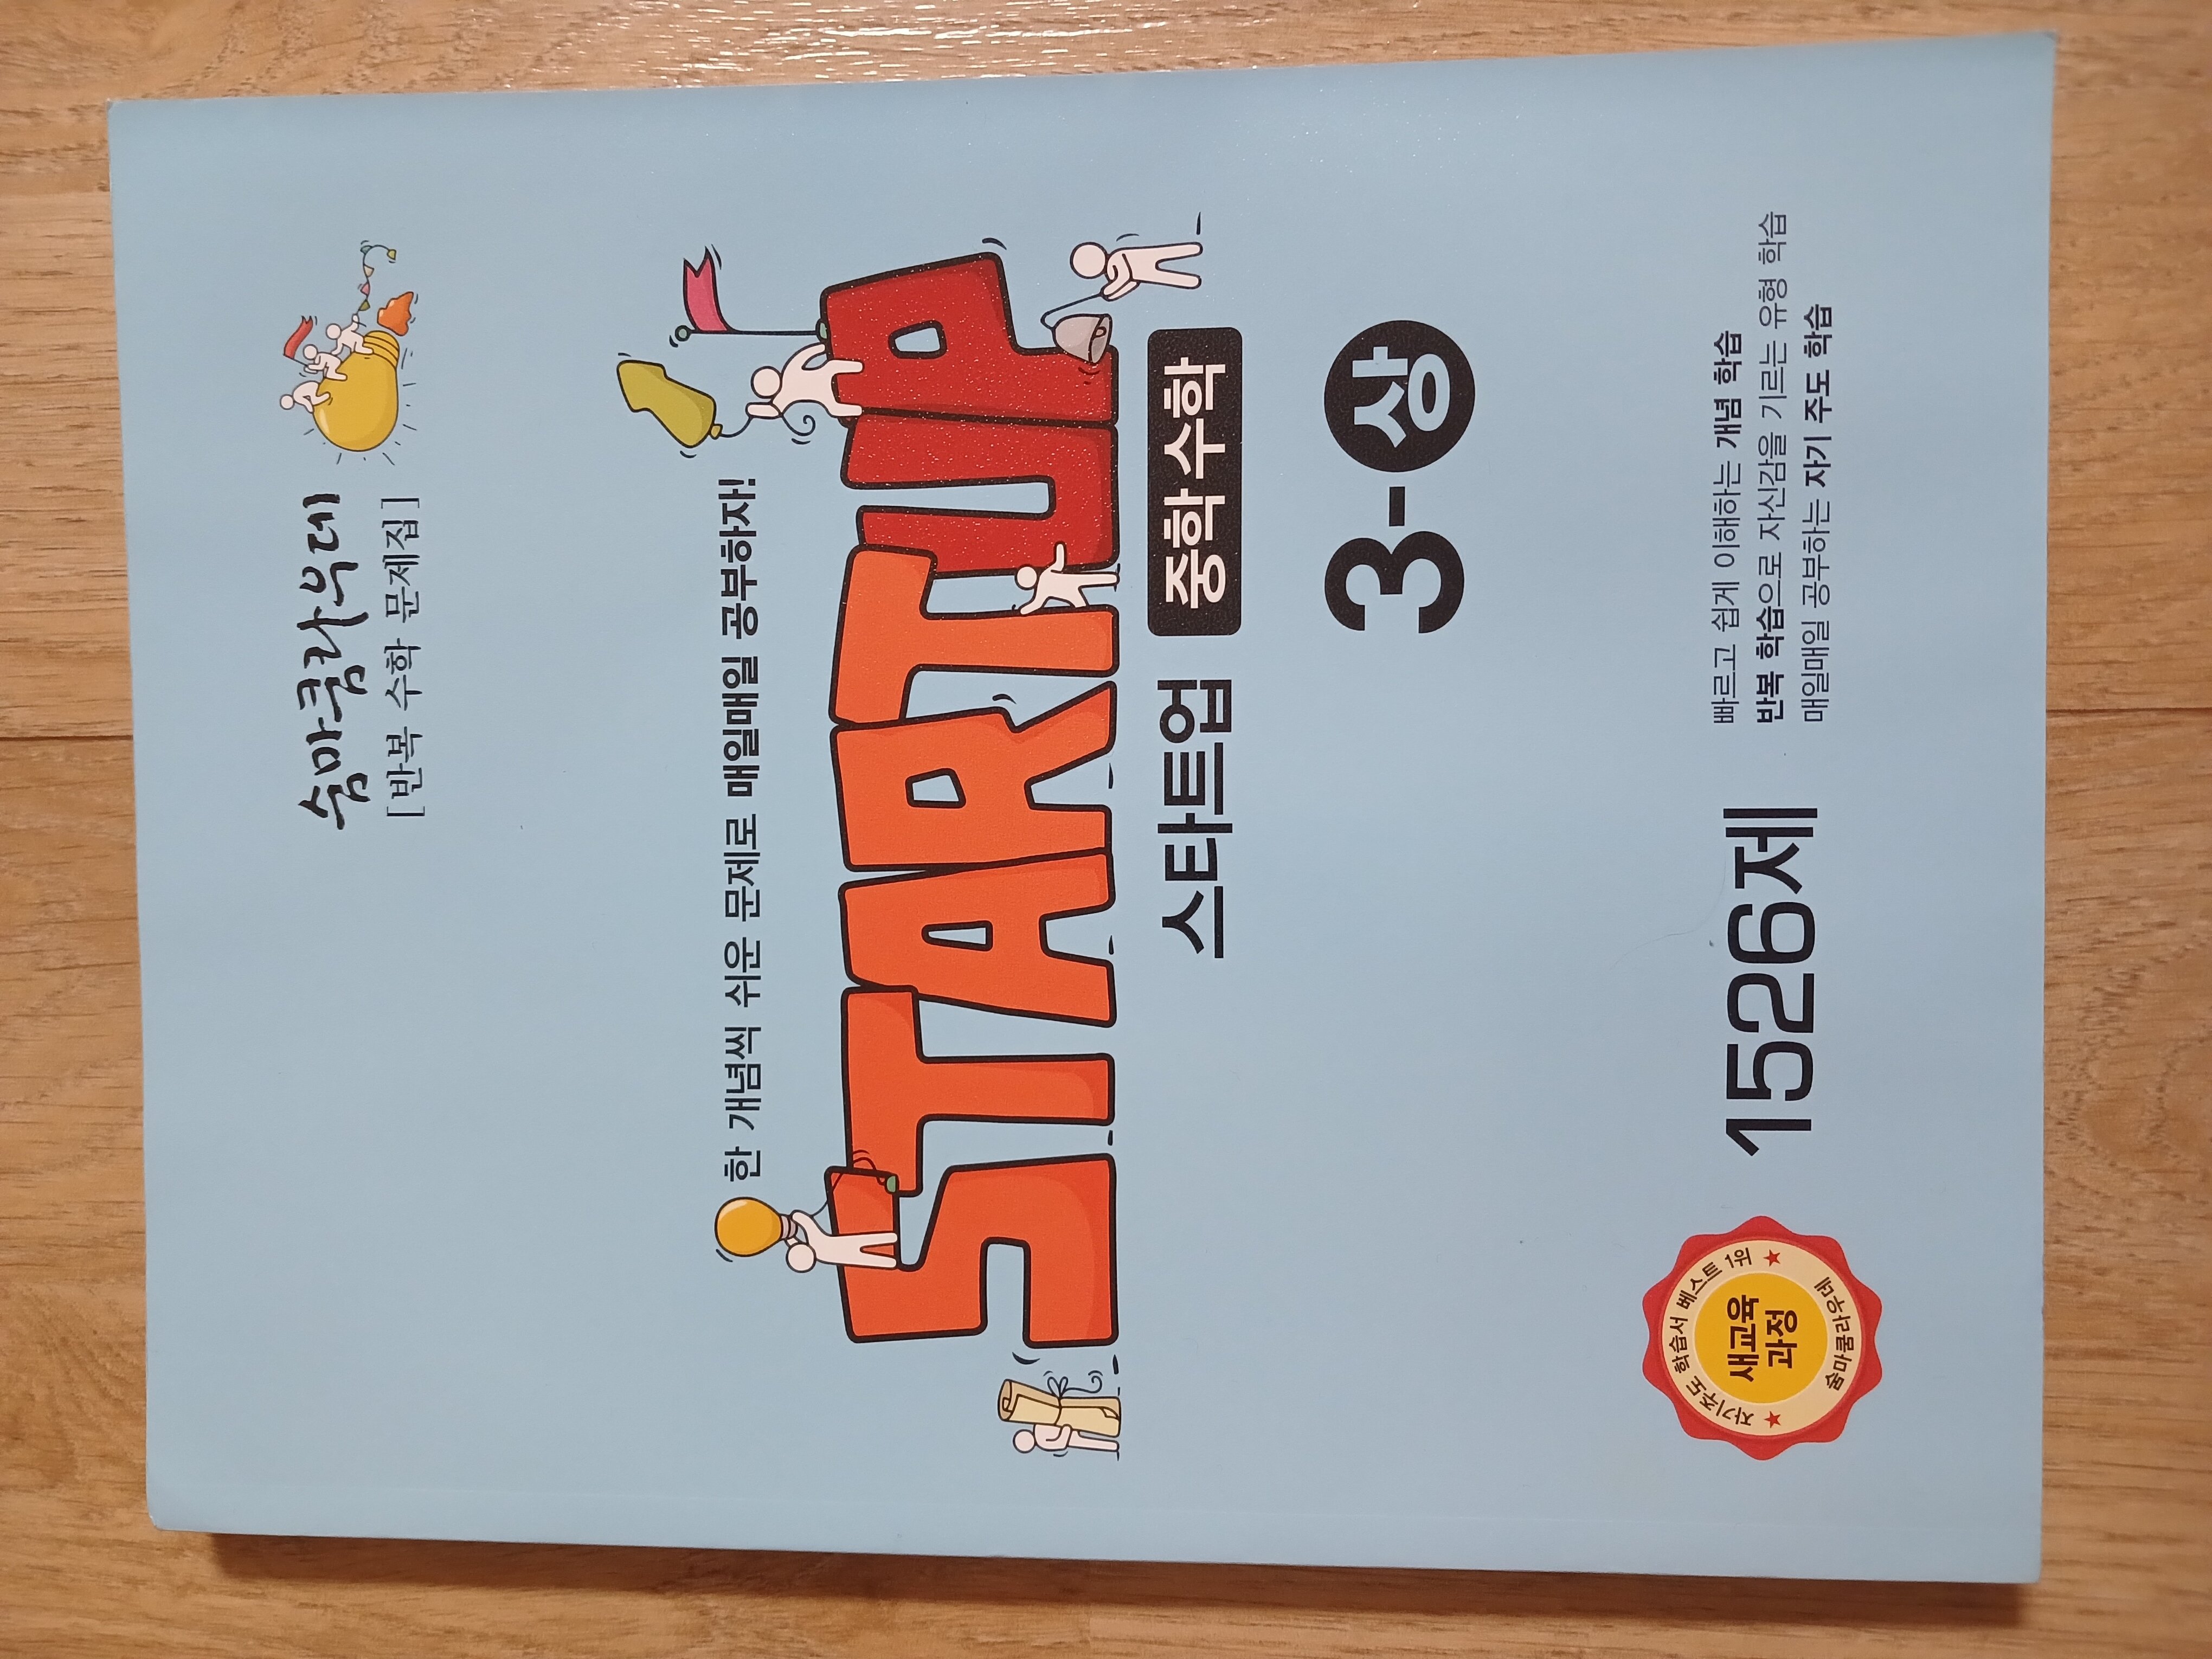 숨마쿰라우데
[반복 수학 문제집]
한 개념씩 쉬운 문제로 매일매일 공부하자!
START UP
스타트업 중학수학
3-상
자기주도 학습서 베스트 1위
새교육
과정
숨마쿰라우데
1526제
빠르고 쉽게 이해하는 개념 학습
반복 학습으로 자신감을 기르는 유형 학습
매일매일 공부하는 자기 주도 학습